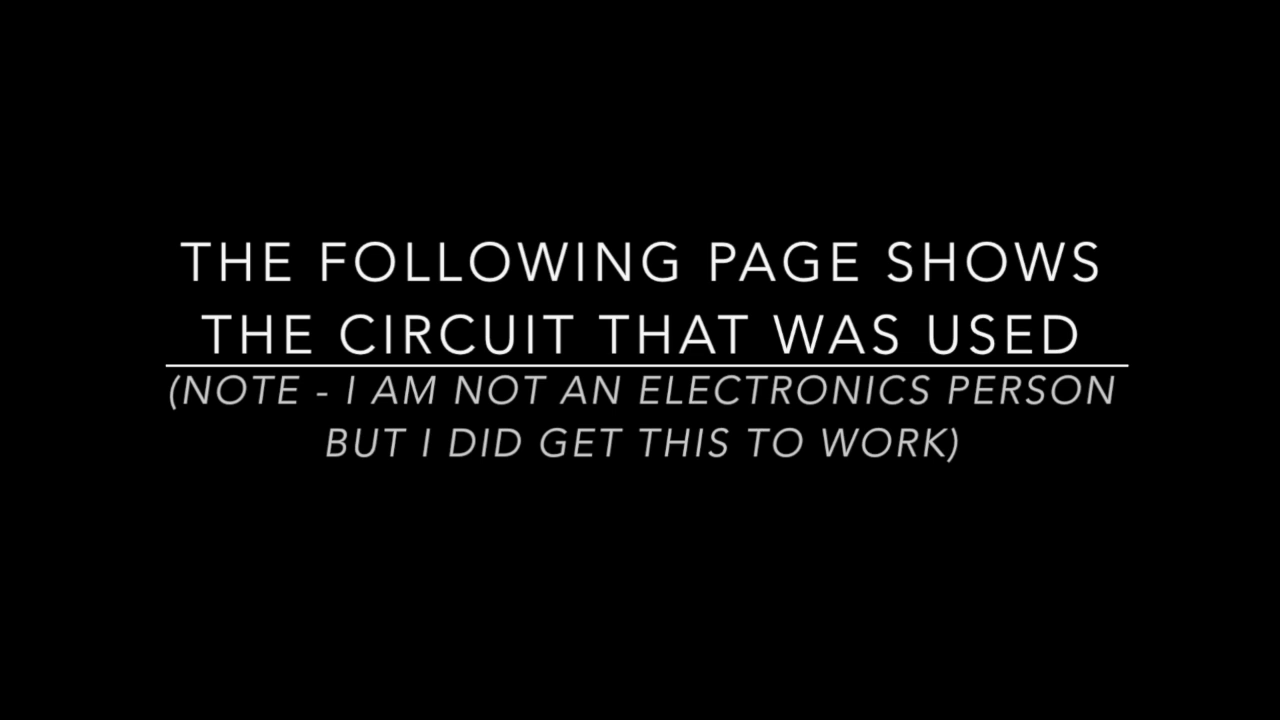 THE FOLLOWING PAGE SHOWS
THE CIRCUIT THAT WAS USED
(NOTE - I AM NOT AN ELECTRONICS PERSON
BUT I DID GET THIS TO WORK)